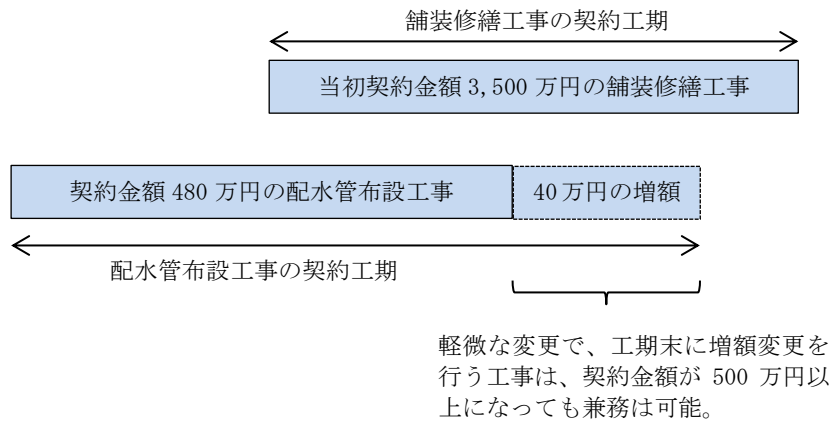 舗装修繕工事の契約工期
当初契約金額 3,500 万円の舗装修繕工事
契約金額 480 万円の配水管布設工事
40 万円の増額
配水管布設工事の契約工期
軽微な変更で、工期末に増額変更を
行う工事は、契約金額が 500 万円以
上になっても兼務は可能。